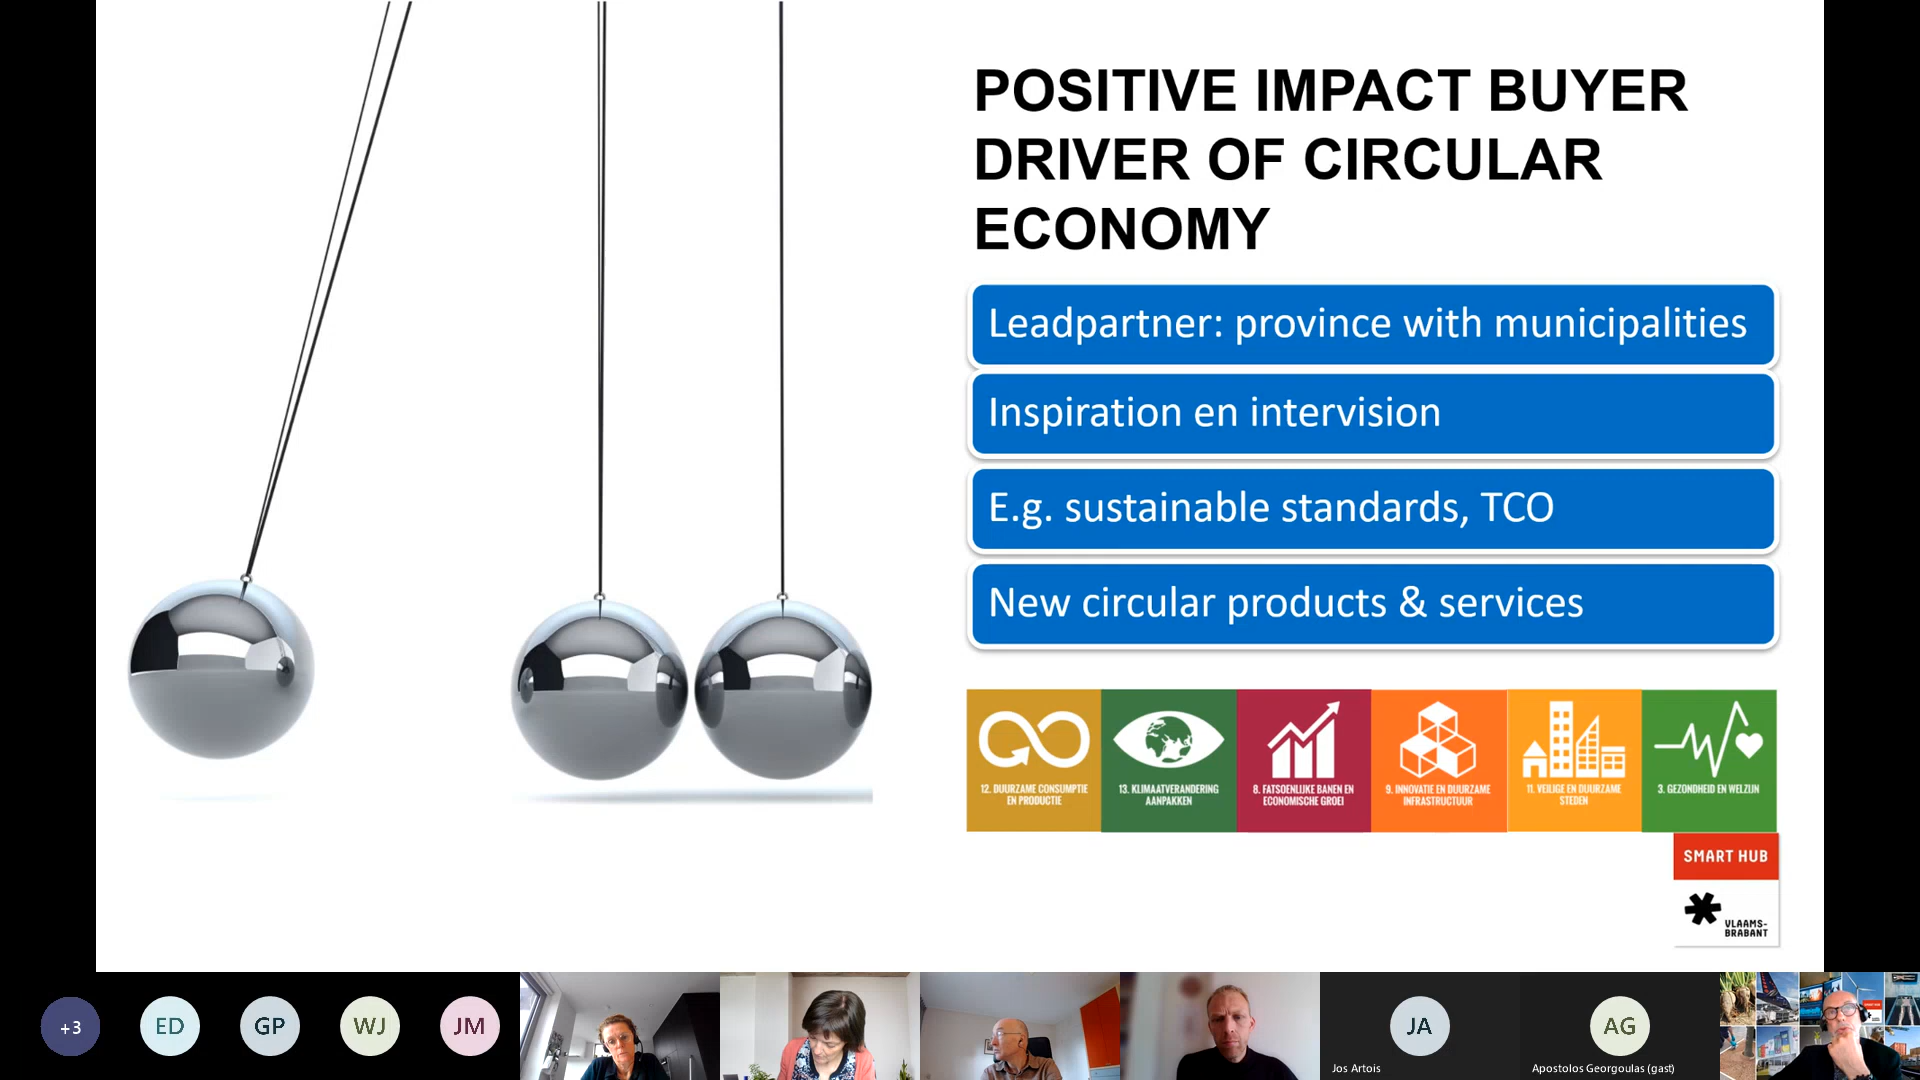 POSITIVE IMPACT BUYER
DRIVER OF CIRCULAR
ECONOMY
Leadpartner: province with municipalities
Inspiration en intervision
E.g. sustainable standards, TCO
New circular products & services
12. DUURZAME CONSUMPTIE
EN PRODUCTIE
13. KLIMAATVERANDERING
AANPAKKEN
8. FATSOENLIJKE BANEN EN
ECONOMISCHE GROEI
9. INNOVATIE EN DUURZAME
INFRASTRUCTUUR
11. VEILIGE EN DUURZAME
STEDEN
3. GEZONDHEID EN WELZIJN
SMART HUB
VLAAMS-
BRABANT
+3
ED
GP
WJ
JM
JA
Jos Artois
AG
Apostolos Georgoulas (gast)